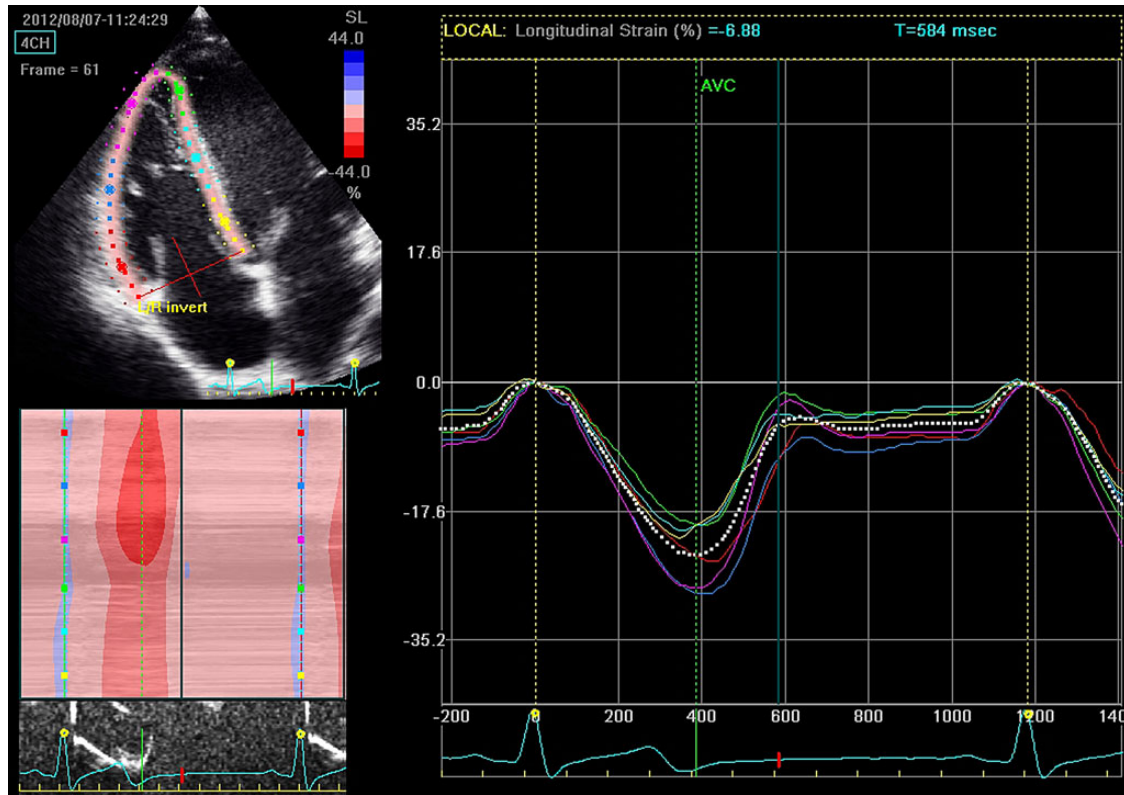 2012/08/07-11:24:29
4CH
Frame = 61
SL
44.0
-44.0
%
L/R invert
LOCAL: Longitudinal Strain (%) =-6.88 T=584 msec
AVC
35.2
17.6
0.0
-17.6
-35.2
-200 0 200 400 600 800 1000 1200 140